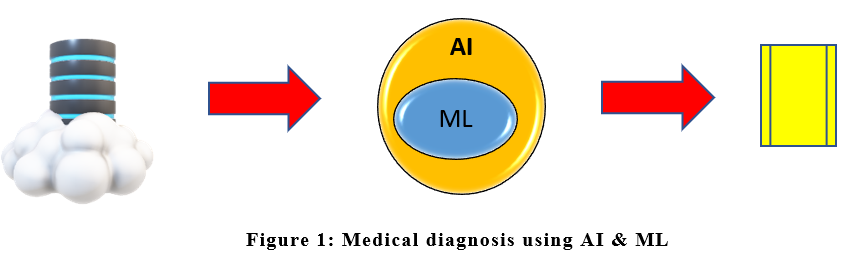 AI
ML
Figure 1: Medical diagnosis using AI & ML